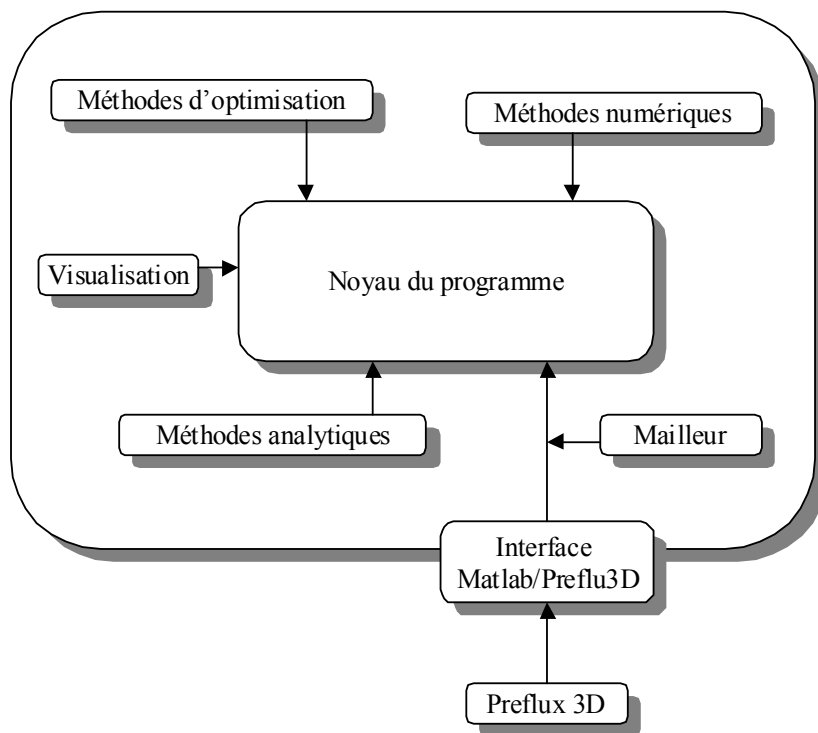 Méthodes d'optimisation
Méthodes numériques
Visualisation
Noyau du programme
Méthodes analytiques
Mailleur
Interface
Matlab/Preflu3D
Preflux 3D